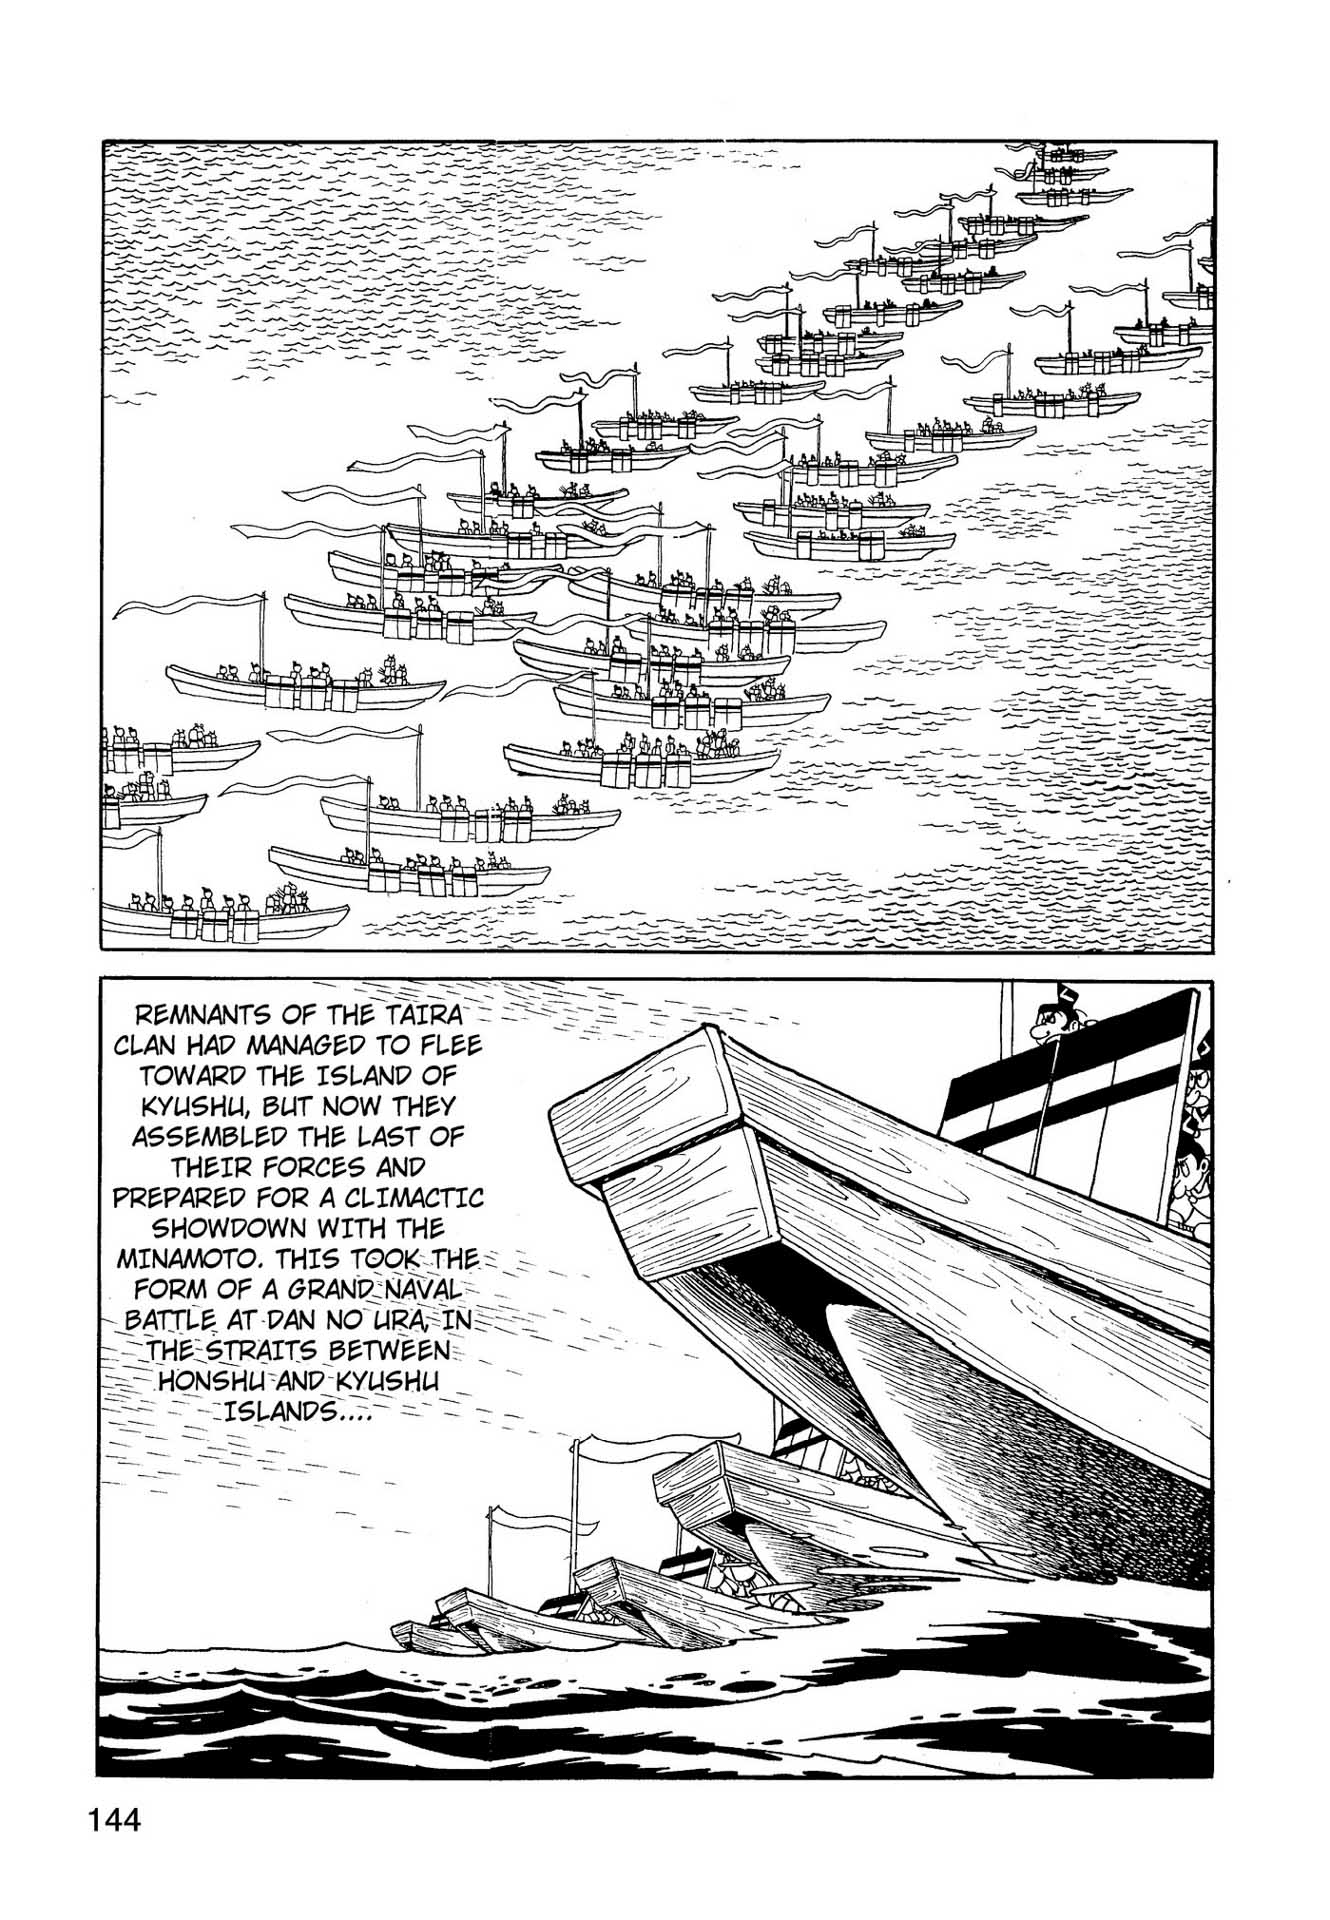 REMNANTS OF THE TAIRA
CLAN HAD MANAGED TO FLEE
TOWARD THE ISLAND OF
KYUSHU, BUT NOW THEY
ASSEMBLED THE LAST OF
THEIR FORCES AND
PREPARED FOR A CLIMACTIC
SHOWDOWN WITH THE
MINAMOTO. THIS TOOK THE
FORM OF A GRAND NAVAL
BATTLE AT DAN NO URA, IN
THE STRAITS BETWEEN
HONSHU AND KYUSHU
ISLANDS....
144